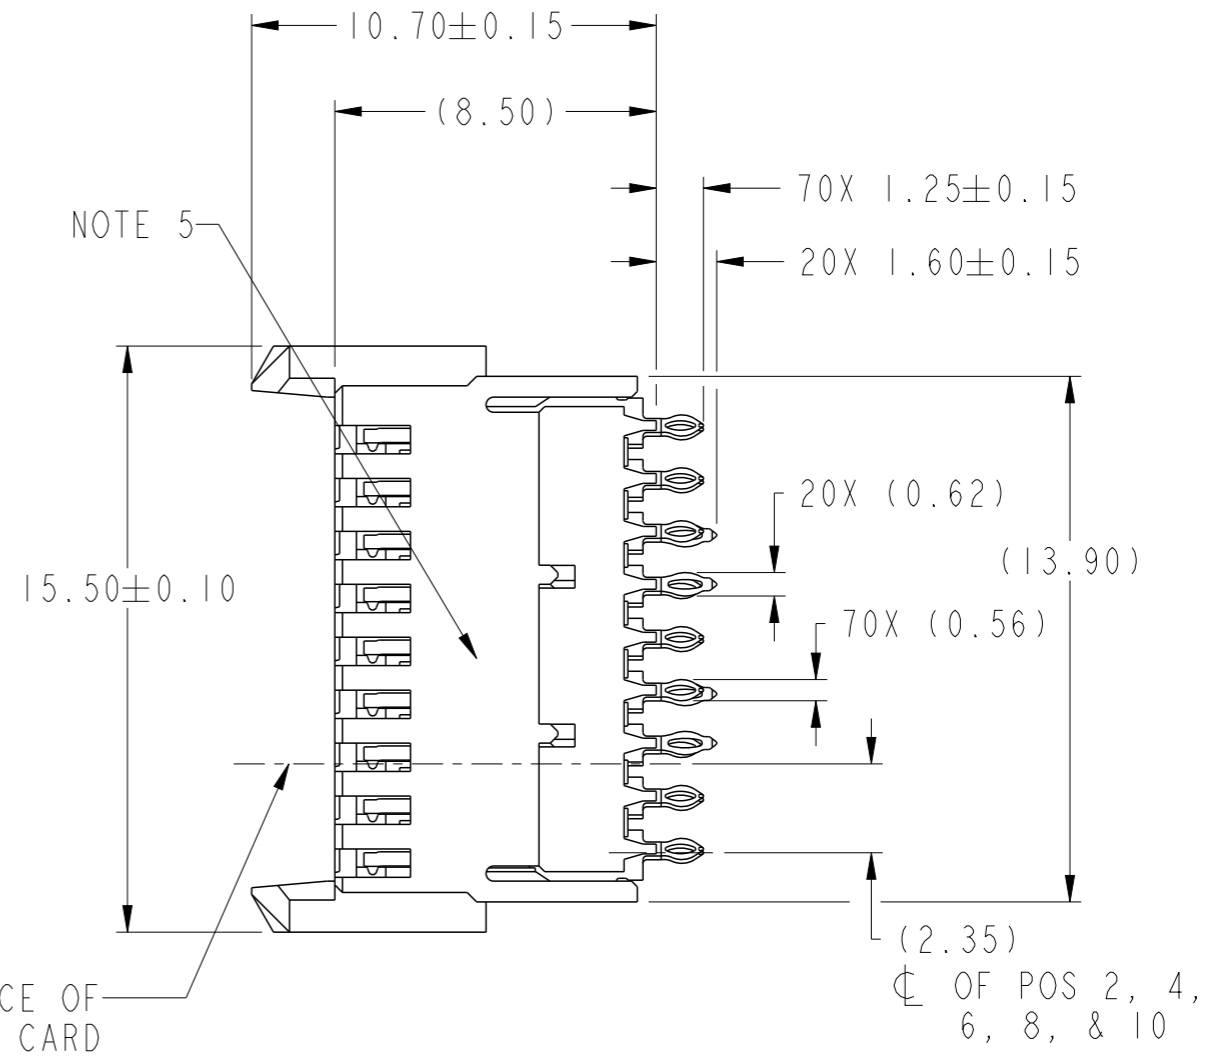 10.70±0.15
(8.50)
70X 1.25±0.15
NOTE 5
20X 1.60±0.15
20X (0.62)
(13.90)
15.50±0.10
70X (0.56)
(2.35)
℄ OF POS 2, 4,
6, 8, & 10
CE OF
CARD